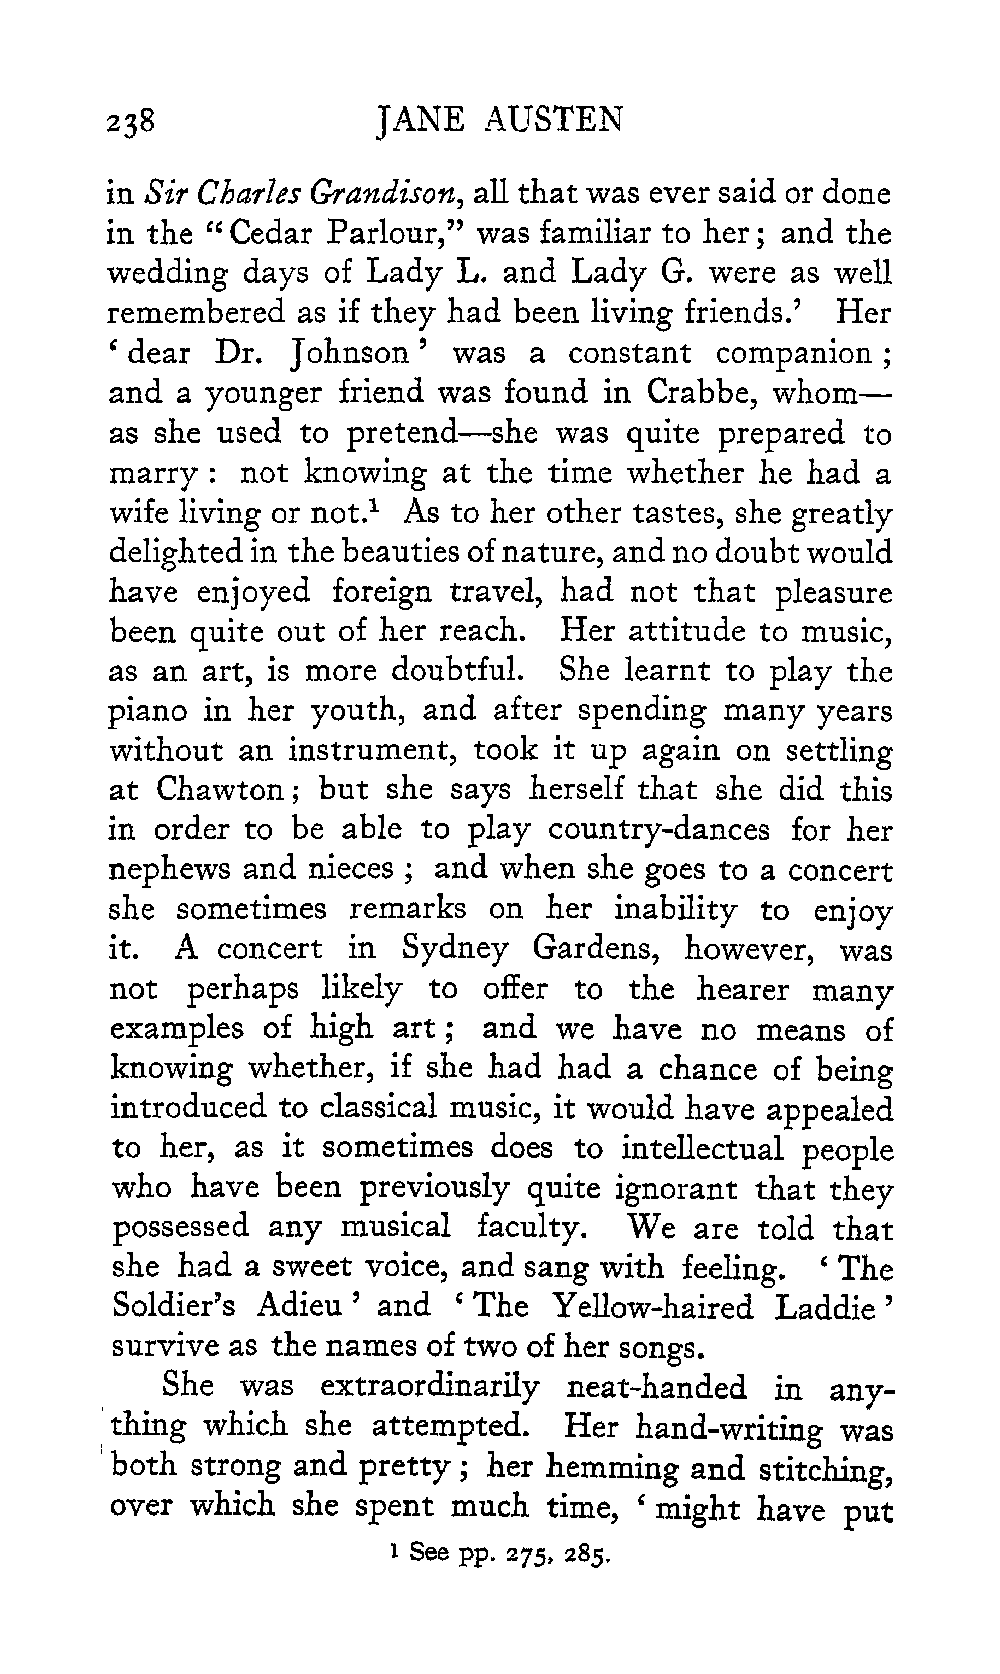 238 JANE AUSTEN
in Sir Charles Grandison, all that was ever said or done
in the “Cedar Parlour,” was familiar to her; and the
wedding days of Lady L. and Lady G. were as well
remembered as if they had been living friends.’ Her
‘dear Dr. Johnson’ was a constant companion;
and a younger friend was found in Crabbe, whom—
as she used to pretend—she was quite prepared to
marry: not knowing at the time whether he had a
wife living or not.¹ As to her other tastes, she greatly
delighted in the beauties of nature, and no doubt would
have enjoyed foreign travel, had not that pleasure
been quite out of her reach. Her attitude to music,
as an art, is more doubtful. She learnt to play the
piano in her youth, and after spending many years
without an instrument, took it up again on settling
at Chawton; but she says herself that she did this
in order to be able to play country-dances for her
nephews and nieces; and when she goes to a concert
she sometimes remarks on her inability to enjoy
it. A concert in Sydney Gardens, however, was
not perhaps likely to offer to the hearer many
examples of high art; and we have no means of
knowing whether, if she had had a chance of being
introduced to classical music, it would have appealed
to her, as it sometimes does to intellectual people
who have been previously quite ignorant that they
possessed any musical faculty. We are told that
she had a sweet voice, and sang with feeling. ‘The
Soldier’s Adieu’ and ‘The Yellow-haired Laddie’
survive as the names of two of her songs.
She was extraordinarily neat-handed in any-
thing which she attempted. Her hand-writing was
both strong and pretty; her hemming and stitching,
over which she spent much time, ‘might have put
¹ See pp. 275, 285.